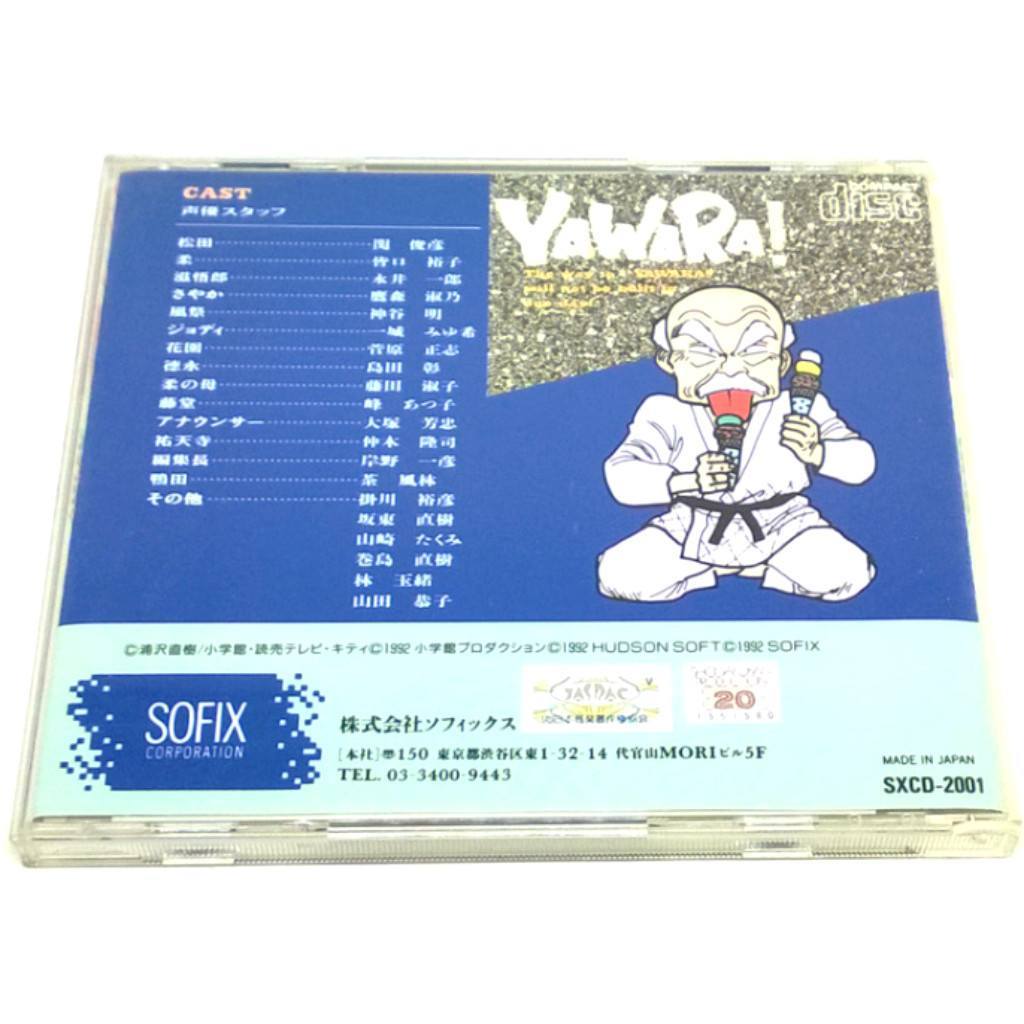 CAST
声優スタッフ
松田 関 俊彦
柔 皆口 裕子
滋悟郎 永井 一郎
さやか 鷹森 淑乃
風祭 神谷 明
ジョディ 一城 みゆ希
花園 菅原 正志
徳永 島田 彰
柔の母 藤田 淑子
藤堂 峰 あつ子
アナウンサー 大塚 芳忠
祐天寺 仲木 隆司
編集長 岸野 一彦
鴨田 茶 風林
その他 掛川 裕彦
坂東 直樹
山崎 たくみ
巻島 直樹
林 玉緒
山田 恭子
YAWARA!
COMPACT
disc
©浦沢直樹/小学館・読売テレビ・キティ©1992 小学館プロダクション©1992 HUDSON SOFT©1992 SOFIX
SOFIX
CORPORATION
株式会社ソフィックス
[本社]〠150 東京都渋谷区東1-32-14 代官山MORIビル5F
TEL. 03-3400-9443
JASRAC
20
MADE IN JAPAN
SXCD-2001